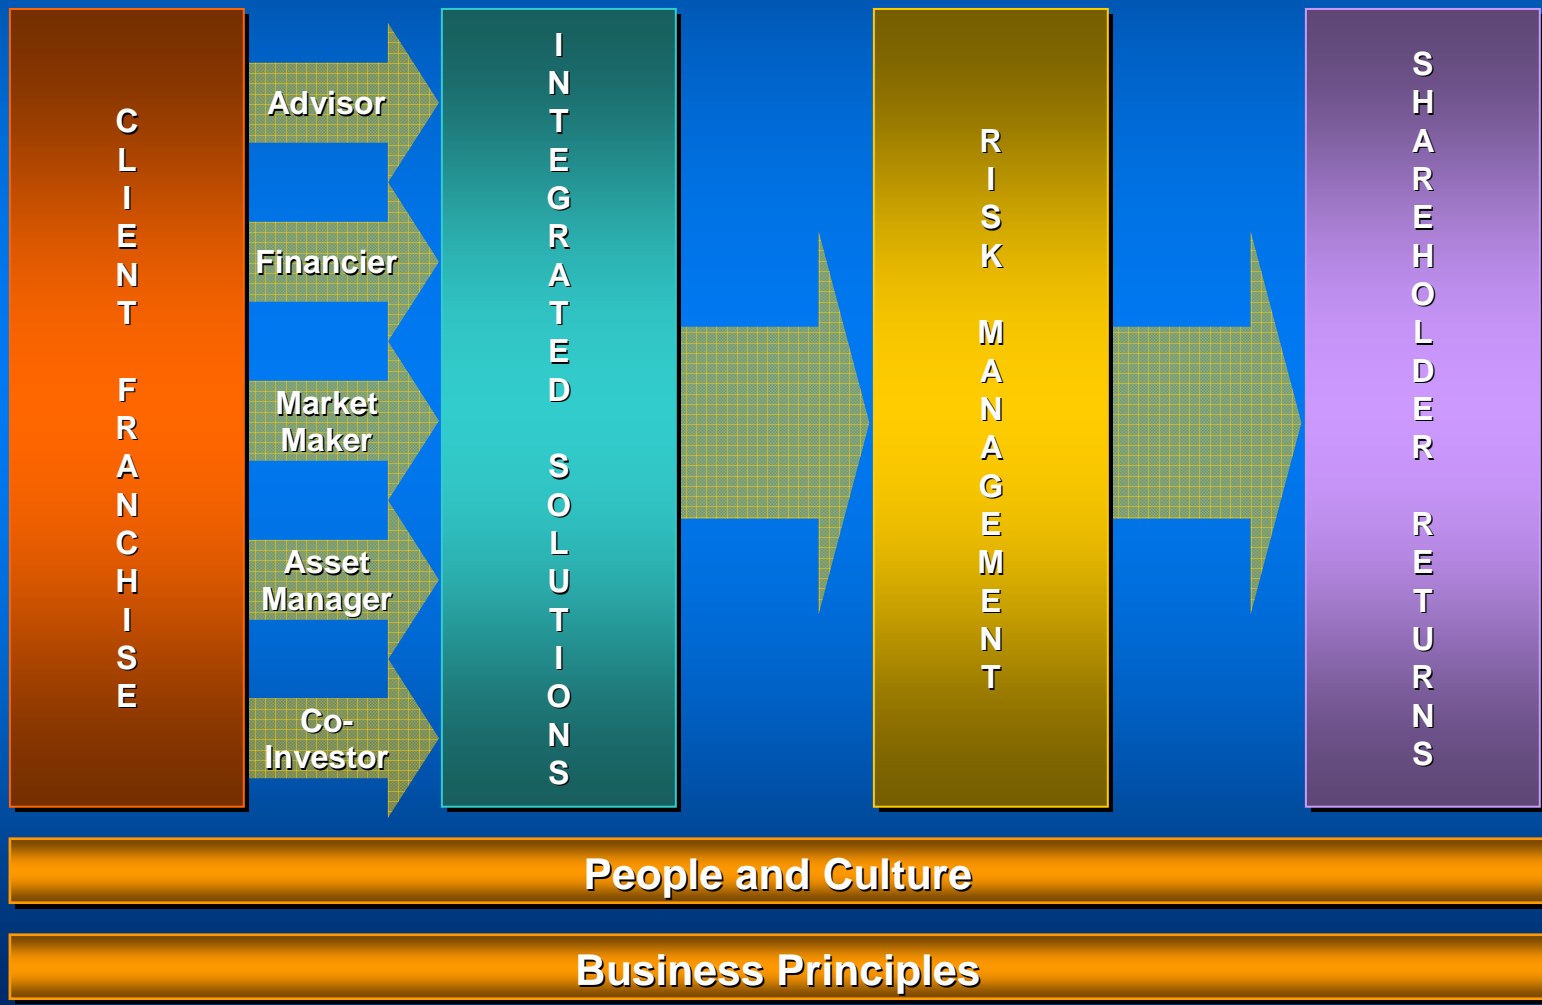 CLIENT FRANCHISE
Advisor
Financier
Market
Maker
Asset
Manager
Co-
Investor
INTEGRATED SOLUTIONS
RISK MANAGEMENT
SHAREHOLDER RETURNS
People and Culture
Business Principles